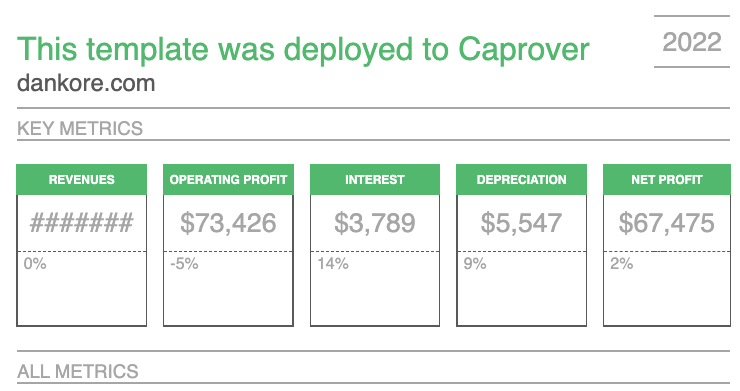 2022
This template was deployed to Caprover
dankore.com
KEY METRICS
REVENUES OPERATING PROFIT INTEREST DEPRECIATION NET PROFIT
####### $73,426 $3,789 $5,547 $67,475
0% -5% 14% 9% 2%
ALL METRICS